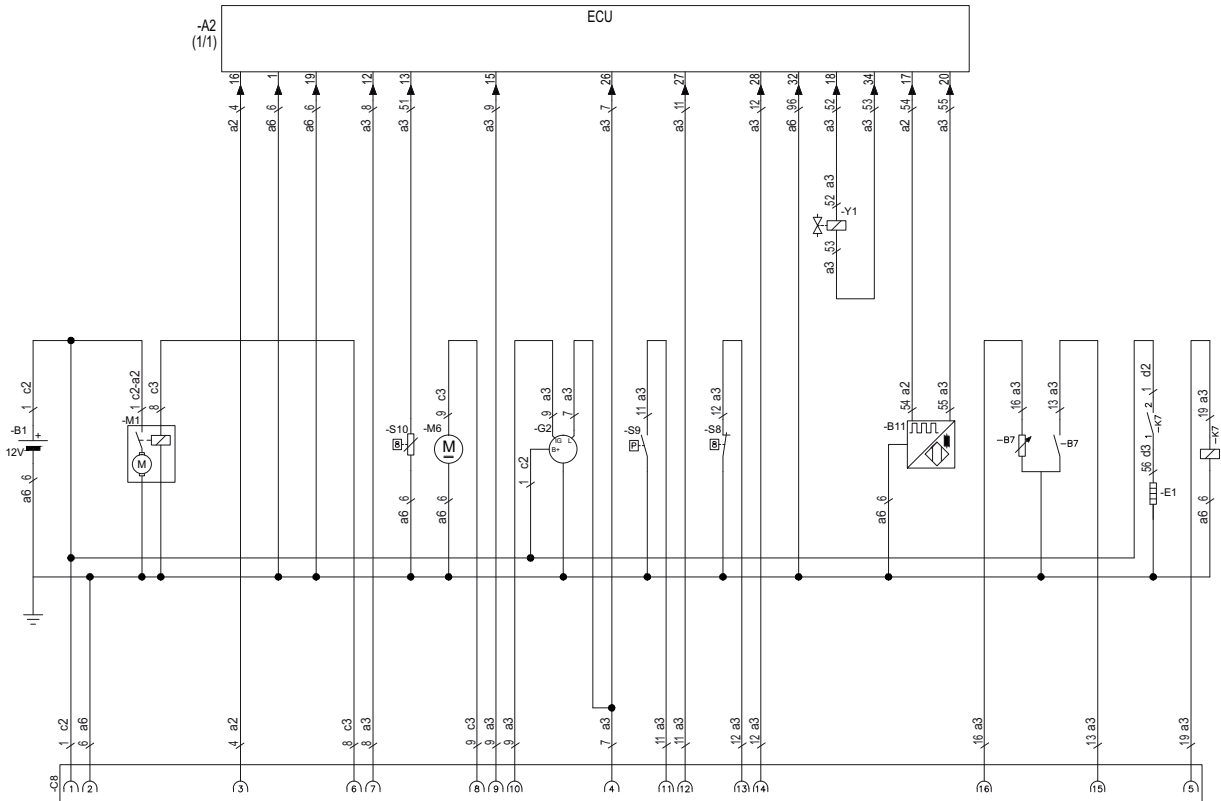 ECU
-A2
(1/1)
16 1 19 12 13 15 26 27 28 32 18 34 17 20
4 6 6 8 51 9 7 11 12 96 52 53 54 55
a2 a6 a6 a3 a3 a3 a3 a3 a3 a6 a3 a3 a2 a3
52 a3
-Y1
a3 53
1 c2
1 c2-a2
8 c3
9 c3
9 a3
7 a3
11 a3
12 a3
54 a2
55 a3
16 a3
13 a3
1 d2
19 a3
-B1
+
12V
-M1
M
-S10
8
-M6
M
-G2
IG L
B+
-S9
P
-S8
8
-B11
-B7
-B7
2
-K7
1
-K7
a6 6
a6 6
a6 6
1 c2
a6 6
56 d3
-E1
a6 6
1 c2
6 a6
4 a2
8 c3
8 a3
9 c3
9 a3
9 a3
7 a3
11 a3
11 a3
12 a3
12 a3
16 a3
13 a3
19 a3
-C8
1 2 3 6 7 8 9 10 4 11 12 13 14 16 15 5